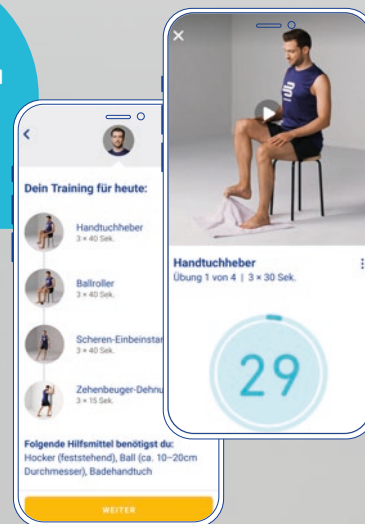 Dein Training für heute:
Handtuchheber
3 × 40 Sek.
Ballroller
3 × 40 Sek.
Scheren-Einbeinstan
3 × 40 Sek.
Zehenbeuger-Dehnu
3 × 15 Sek.
Folgende Hilfsmittel benötigst du:
Hocker (feststehend), Ball (ca. 10–20cm
Durchmesser), Badehandtuch
WEITER
Handtuchheber
Übung 1 von 4 | 3 × 30 Sek.
29